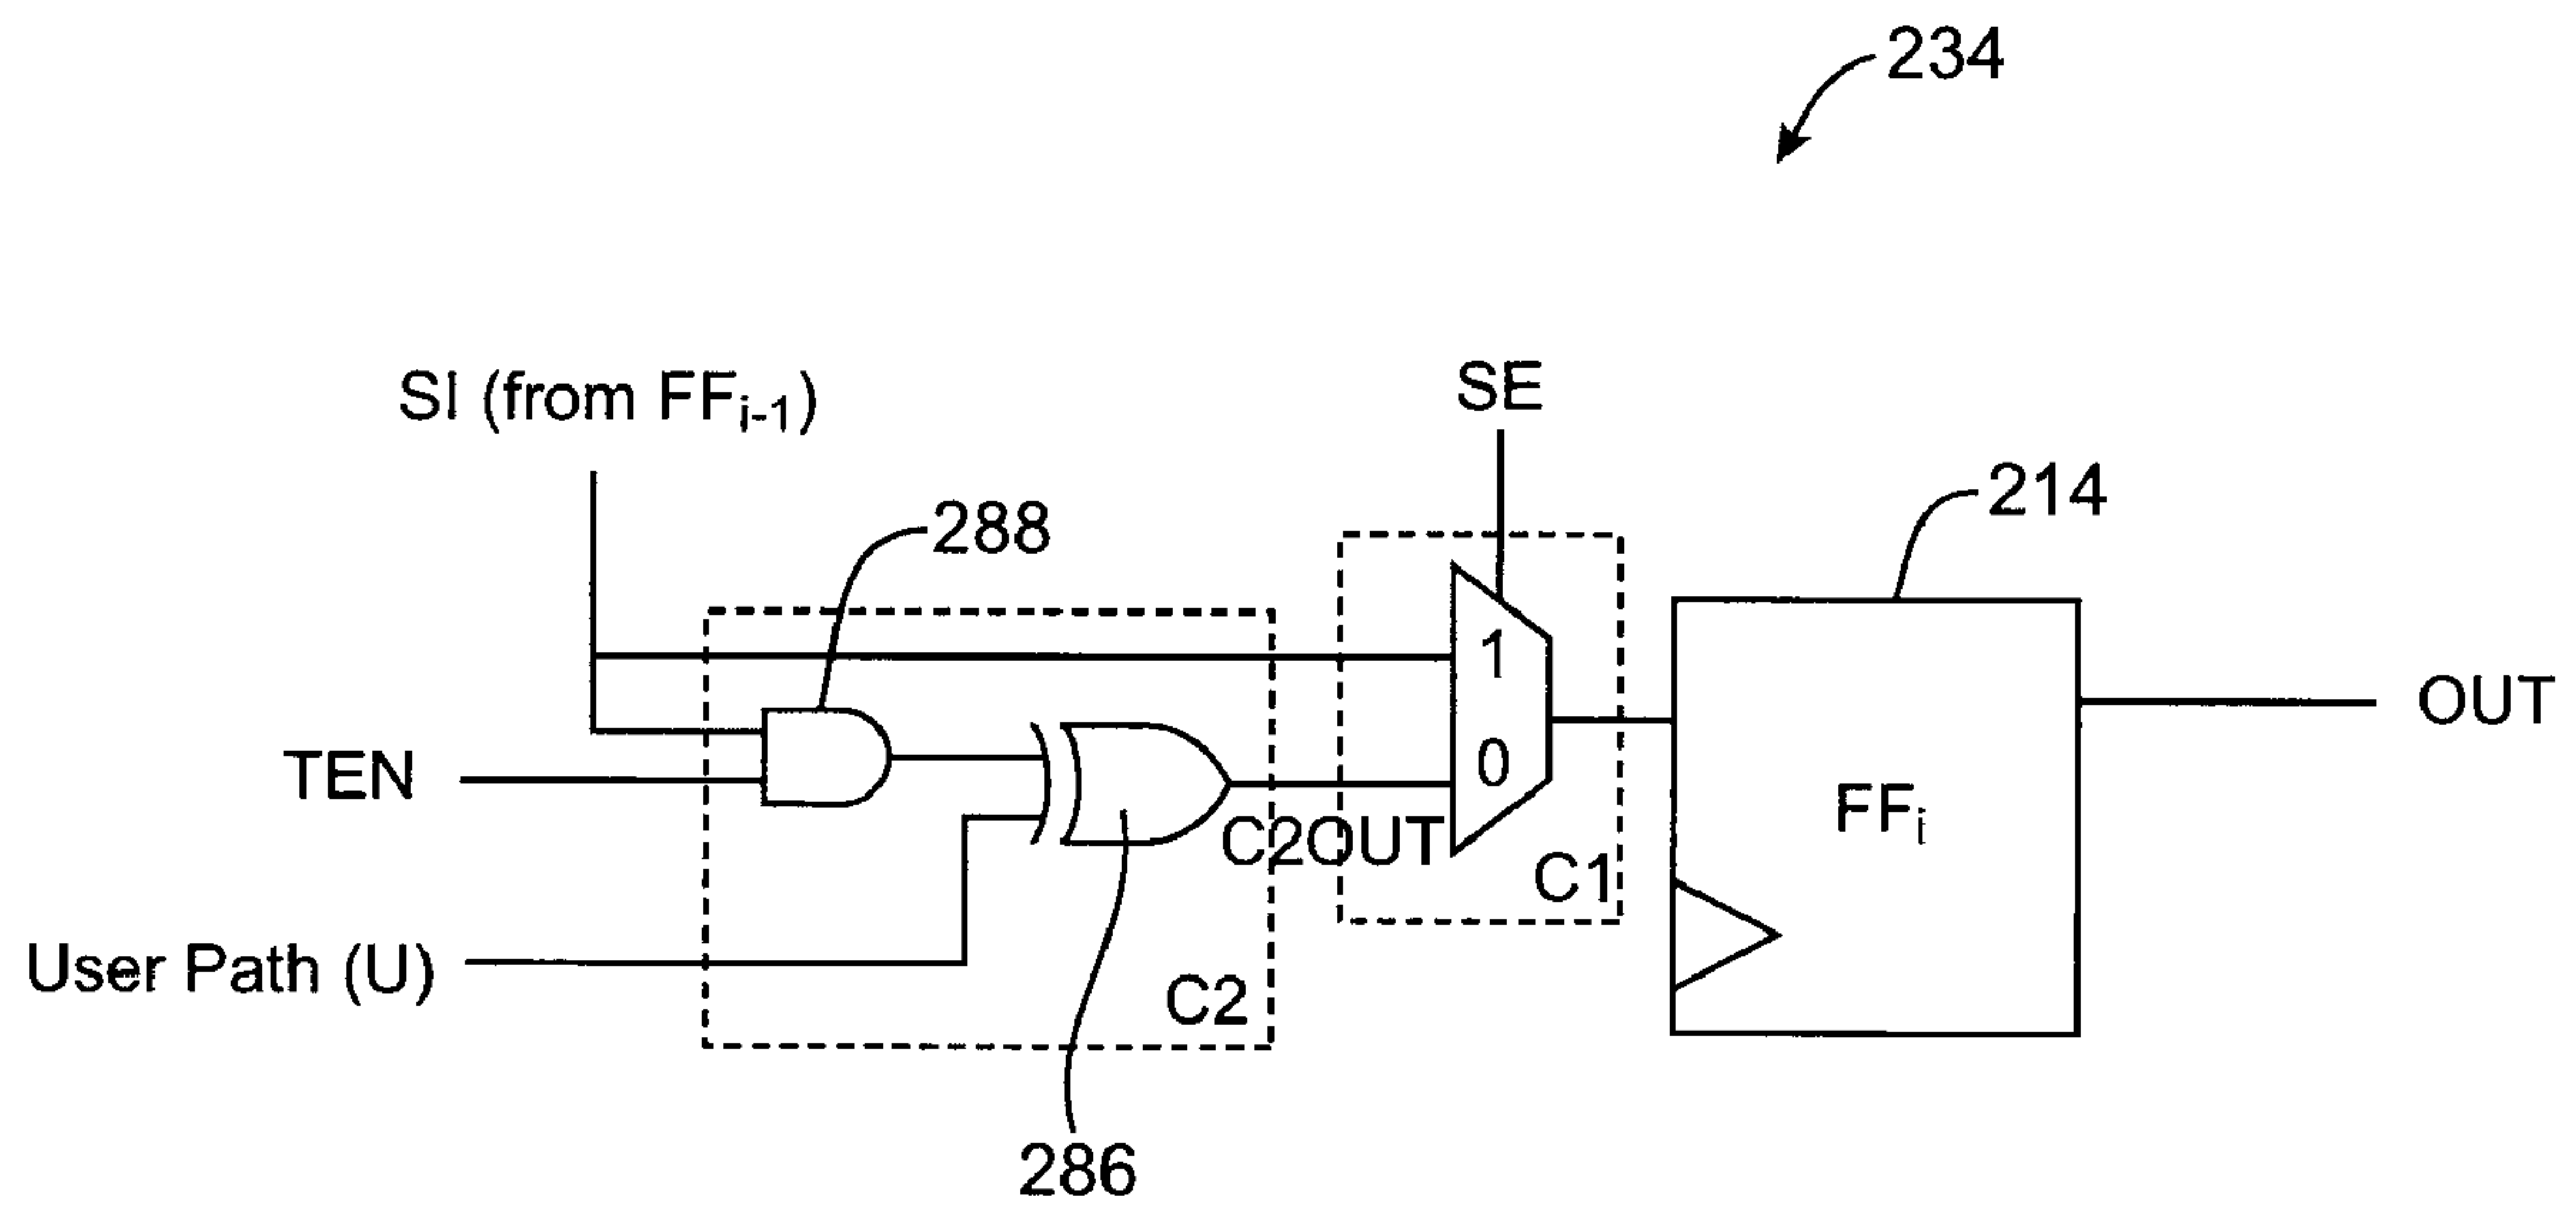 234
SI (from FFi-1)
SE
288
214
1
OUT
TEN
0
FFi
C2OUT
C1
User Path (U)
C2
286